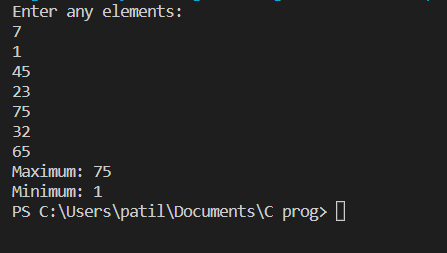 Enter any elements:
7
1
45
23
75
32
65
Maximum: 75
Minimum: 1
PS C:\Users\patil\Documents\C prog>